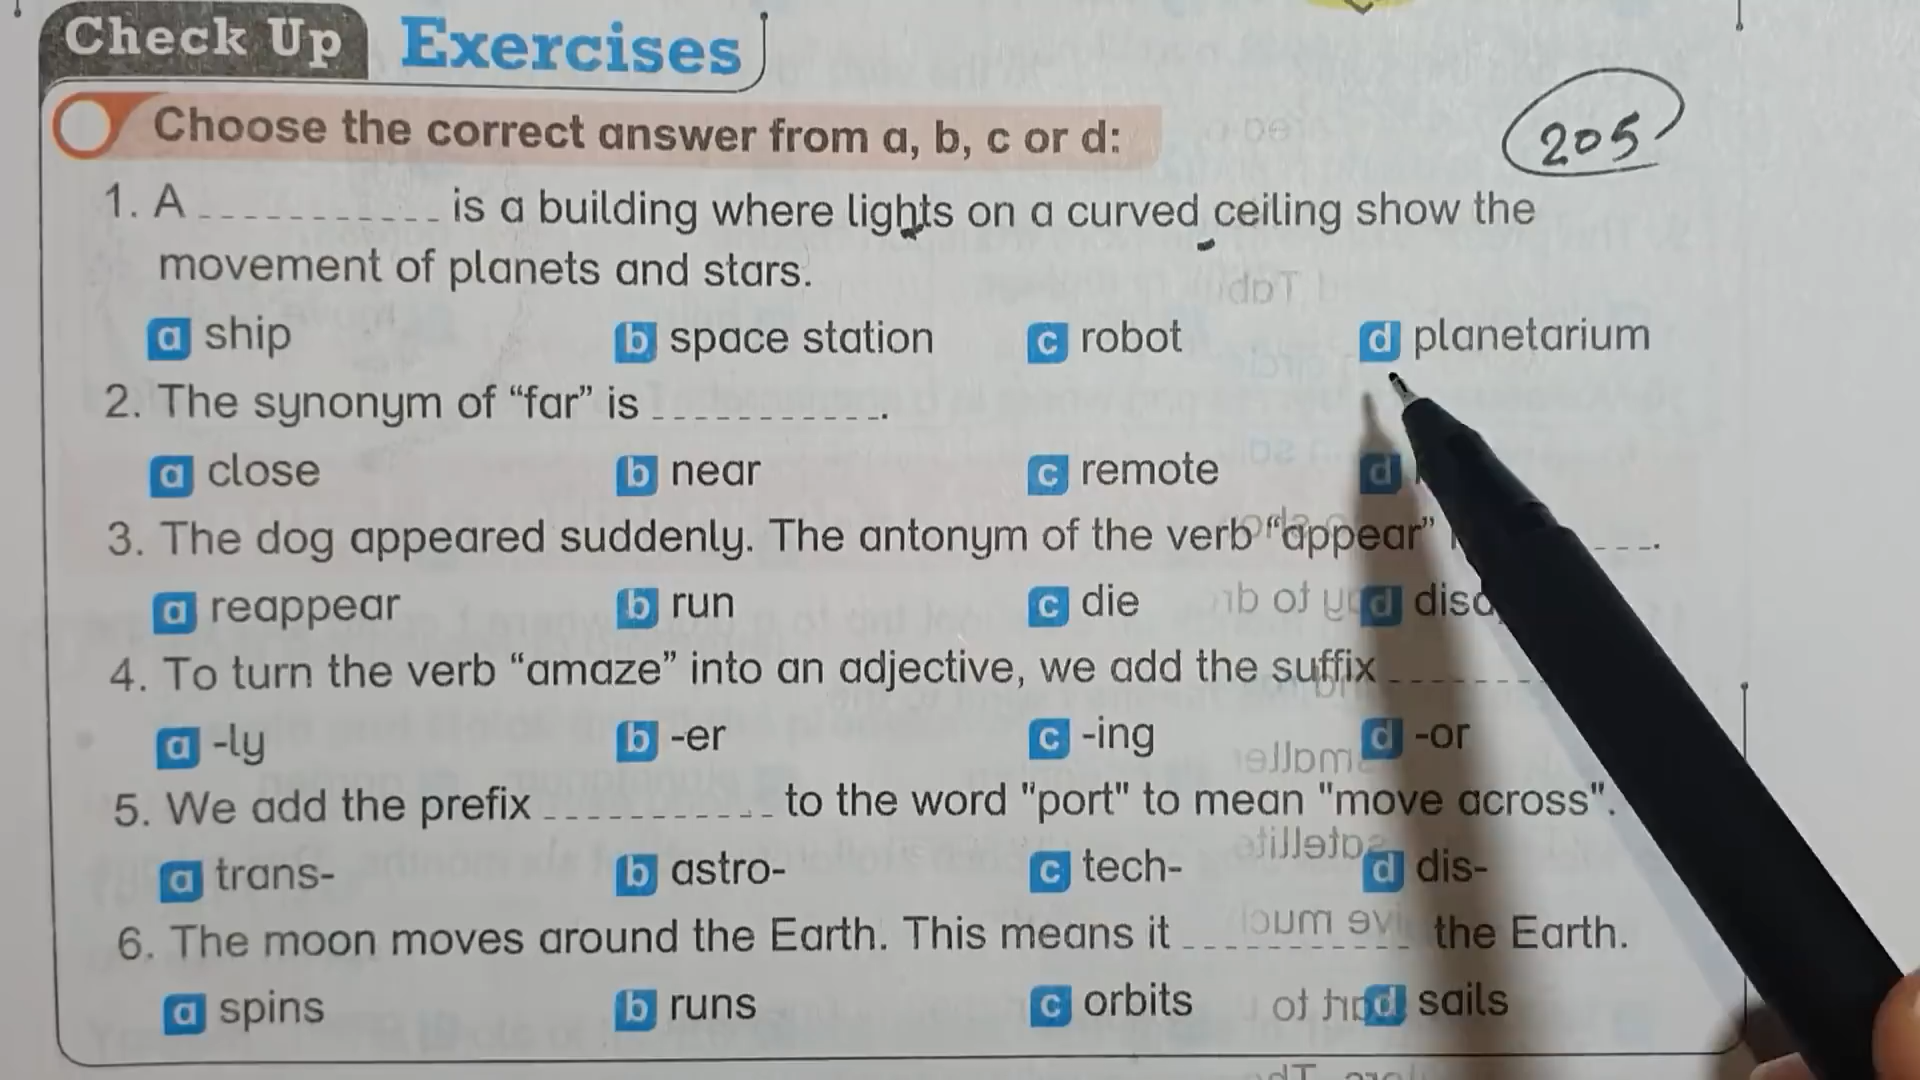 Check Up Exercises
205
Choose the correct answer from a, b, c or d:
1. A ___________ is a building where lights on a curved ceiling show the
movement of planets and stars.
a ship b space station c robot d planetarium
2. The synonym of “far” is ___________.
a close b near c remote d
3. The dog appeared suddenly. The antonym of the verb “appear” ___.
a reappear b run c die d
4. To turn the verb “amaze” into an adjective, we add the suffix ________
a -ly b -er c -ing d -or
5. We add the prefix ___________ to the word "port" to mean "move across".
a trans- b astro- c tech- d dis-
6. The moon moves around the Earth. This means it ___________ the Earth.
a spins b runs c orbits d sails